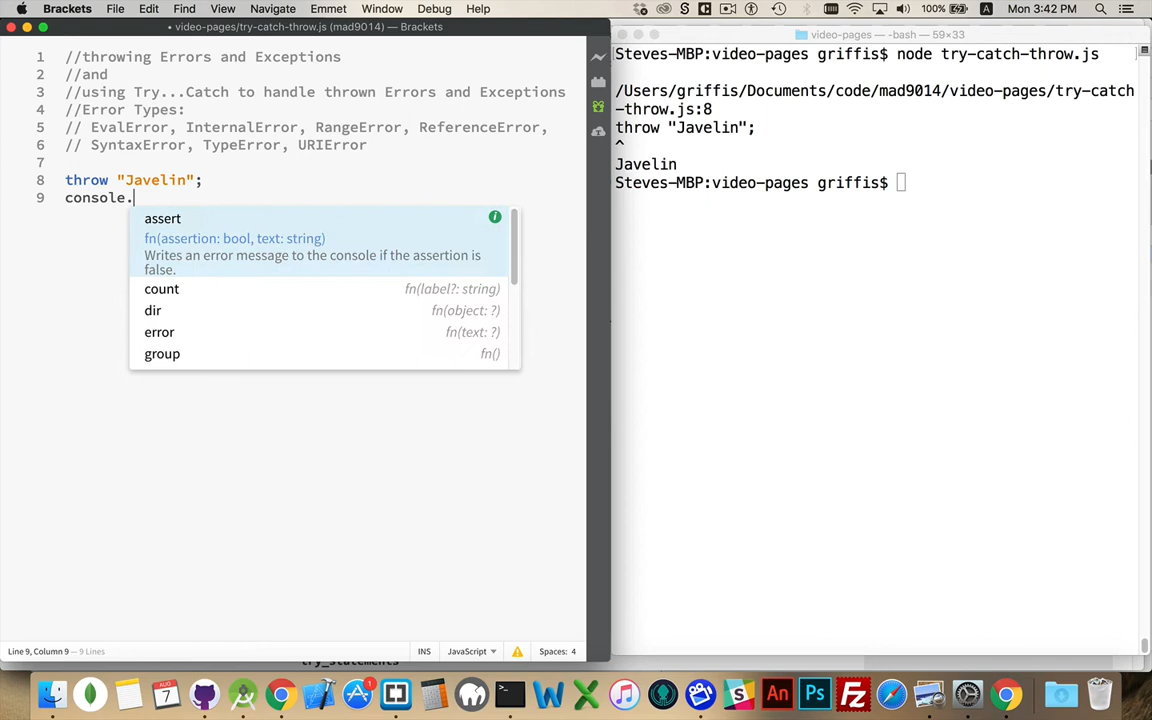 Brackets File Edit Find View Navigate Emmet Window Debug Help 100% Mon 3:42 PM
• video-pages/try-catch-throw.js (mad9014) — Brackets
video-pages — -bash — 59×33
1 //throwing Errors and Exceptions
2 //and
3 //using Try...Catch to handle thrown Errors and Exceptions
4 //Error Types:
5 // EvalError, InternalError, RangeError, ReferenceError,
6 // SyntaxError, TypeError, URIError
7
8 throw "Javelin";
9 console.
assert
fn(assertion: bool, text: string)
Writes an error message to the console if the assertion is
false.
count fn(label?: string)
dir fn(object: ?)
error fn(text: ?)
group fn()
Steves-MBP:video-pages griffis$ node try-catch-throw.js
/Users/griffis/Documents/code/mad9014/video-pages/try-catch
-throw.js:8
throw "Javelin";
^
Javelin
Steves-MBP:video-pages griffis$
Line 9, Column 9 — 9 Lines INS JavaScript Spaces: 4
try_statements
AUG 7 1 W X S An Ps Fz